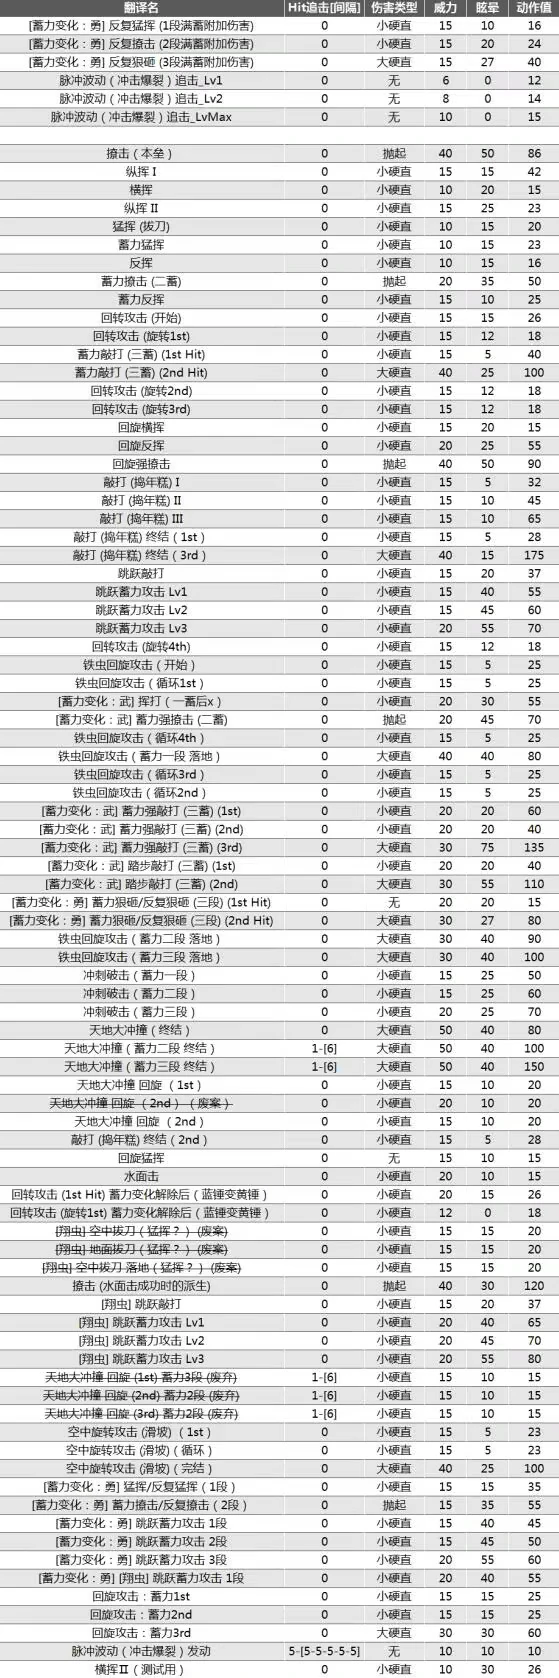 翻译名 Hit追击[间隔] 伤害类型 威力 眩晕 动作值
[蓄力变化：勇] 反复猛挥 (1段满蓄附加伤害) 0 小硬直 15 10 16
[蓄力变化：勇] 反复撩击 (2段满蓄附加伤害) 0 小硬直 15 20 24
[蓄力变化：勇] 反复狠砸 (3段满蓄附加伤害) 0 大硬直 15 27 40
脉冲波动（冲击爆裂）追击_Lv1 0 无 6 0 12
脉冲波动（冲击爆裂）追击_Lv2 0 无 8 0 14
脉冲波动（冲击爆裂）追击_LvMax 0 无 10 0 15
撩击（本垒） 0 抛起 40 50 86
纵挥 I 0 小硬直 15 15 42
横挥 0 小硬直 10 20 15
纵挥 II 0 小硬直 15 25 23
猛挥 (拔刀) 0 小硬直 10 15 20
蓄力猛挥 0 小硬直 10 15 23
反挥 0 小硬直 10 15 16
蓄力撩击 (二蓄) 0 抛起 20 35 50
蓄力反挥 0 小硬直 15 10 25
回转攻击 (开始) 0 小硬直 15 15 26
回转攻击 (旋转1st) 0 小硬直 15 12 18
蓄力敲打 (三蓄) (1st Hit) 0 小硬直 15 5 40
蓄力敲打 (三蓄) (2nd Hit) 0 大硬直 40 25 100
回转攻击 (旋转2nd) 0 小硬直 15 12 18
回转攻击 (旋转3rd) 0 小硬直 15 12 18
回旋横挥 0 小硬直 15 20 15
回旋反挥 0 小硬直 20 25 55
回旋强撩击 0 抛起 40 50 90
敲打 (捣年糕) I 0 小硬直 15 5 32
敲打 (捣年糕) II 0 小硬直 15 10 45
敲打 (捣年糕) III 0 小硬直 15 10 65
敲打 (捣年糕) 终结（1st） 0 小硬直 15 5 28
敲打 (捣年糕) 终结（3rd） 0 大硬直 40 15 175
跳跃敲打 0 小硬直 15 20 37
跳跃蓄力攻击 Lv1 0 小硬直 15 40 55
跳跃蓄力攻击 Lv2 0 小硬直 15 45 60
跳跃蓄力攻击 Lv3 0 小硬直 20 55 70
回转攻击 (旋转4th) 0 小硬直 15 12 18
铁虫回旋攻击（开始） 0 小硬直 15 5 25
铁虫回旋攻击（循环1st） 0 小硬直 15 5 25
[蓄力变化：武] 挥打（一蓄后x） 0 小硬直 20 30 55
[蓄力变化：武] 蓄力强撩击 (二蓄) 0 抛起 20 45 70
铁虫回旋攻击（循环4th） 0 小硬直 15 5 25
铁虫回旋攻击（蓄力一段 落地） 0 大硬直 40 40 80
铁虫回旋攻击（循环3rd） 0 小硬直 15 5 25
铁虫回旋攻击（循环2nd） 0 小硬直 15 5 25
[蓄力变化：武] 蓄力强敲打 (三蓄) (1st) 0 小硬直 20 20 60
[蓄力变化：武] 蓄力强敲打 (三蓄) (2nd) 0 小硬直 20 20 40
[蓄力变化：武] 蓄力强敲打 (三蓄) (3rd) 0 大硬直 30 75 135
[蓄力变化：武] 踏步敲打 (三蓄) (1st) 0 小硬直 20 20 40
[蓄力变化：武] 踏步敲打 (三蓄) (2nd) 0 大硬直 30 55 110
[蓄力变化：勇] 蓄力狠砸/反复狠砸 (三段) (1st Hit) 0 无 20 20 15
[蓄力变化：勇] 蓄力狠砸/反复狠砸 (三段) (2nd Hit) 0 大硬直 30 27 80
铁虫回旋攻击（蓄力二段 落地） 0 大硬直 30 40 90
铁虫回旋攻击（蓄力三段 落地） 0 大硬直 30 40 100
冲刺破击（蓄力一段） 0 小硬直 15 25 50
冲刺破击（蓄力二段） 0 小硬直 15 25 60
冲刺破击（蓄力三段） 0 小硬直 20 25 70
天地大冲撞（终结） 0 大硬直 50 40 80
天地大冲撞（蓄力二段 终结） 1-[6] 大硬直 50 40 100
天地大冲撞（蓄力三段 终结） 1-[6] 大硬直 50 40 150
天地大冲撞 回旋 （1st） 0 小硬直 15 10 20
天地大冲撞 回旋 （2nd）（废案） 0 小硬直 20 10 20
天地大冲撞 回旋 （2nd） 0 小硬直 15 10 20
敲打 (捣年糕) 终结（2nd） 0 小硬直 15 5 28
回旋猛挥 0 无 15 10 15
水面击 0 小硬直 20 10 15
回转攻击 (1st Hit) 蓄力变化解除后（蓝锤变黄锤） 0 小硬直 20 15 26
回转攻击 (旋转1st) 蓄力变化解除后（蓝锤变黄锤） 0 小硬直 12 0 18
[翔虫] 空中拔刀（猛挥？） (废案) 0 小硬直 15 15 20
[翔虫] 地面拔刀（猛挥？） (废案) 0 小硬直 15 15 20
[翔虫] 空中拔刀 落地（猛挥？） (废案) 0 小硬直 15 15 20
撩击 (水面击成功时的派生) 0 抛起 40 30 120
[翔虫] 跳跃敲打 0 小硬直 15 20 37
[翔虫] 跳跃蓄力攻击 Lv1 0 小硬直 20 40 65
[翔虫] 跳跃蓄力攻击 Lv2 0 小硬直 20 45 70
[翔虫] 跳跃蓄力攻击 Lv3 0 小硬直 20 55 80
天地大冲撞 回旋 (1st) 蓄力3段 (废弃) 1-[6] 小硬直 15 10 15
天地大冲撞 回旋 (2nd) 蓄力2段 (废弃) 1-[6] 小硬直 15 10 15
天地大冲撞 回旋 (3rd) 蓄力2段 (废弃) 1-[6] 小硬直 15 10 15
空中旋转攻击 (滑坡) （1st） 0 小硬直 15 5 23
空中旋转攻击 (滑坡)（循环） 0 小硬直 15 5 23
空中旋转攻击 (滑坡)（完结） 0 大硬直 40 25 100
[蓄力变化：勇] 猛挥/反复猛挥（1段） 0 小硬直 15 15 35
[蓄力变化：勇] 蓄力撩击/反复撩击（ 2段） 0 抛起 15 35 55
[蓄力变化：勇] 跳跃蓄力攻击 1段 0 小硬直 15 40 45
[蓄力变化：勇] 跳跃蓄力攻击 2段 0 小硬直 15 45 50
[蓄力变化：勇] 跳跃蓄力攻击 3段 0 小硬直 20 55 60
[蓄力变化：勇] [翔虫] 跳跃蓄力攻击 1段 0 小硬直 20 40 55
回旋攻击：蓄力1st 0 小硬直 15 15 25
回旋攻击：蓄力2nd 0 小硬直 15 15 25
回旋攻击：蓄力3rd 0 大硬直 30 30 60
脉冲波动（冲击爆裂）发动 5-[5-5-5-5-5] 无 10 10 10
横挥Ⅱ（测试用） 0 小硬直 10 30 26